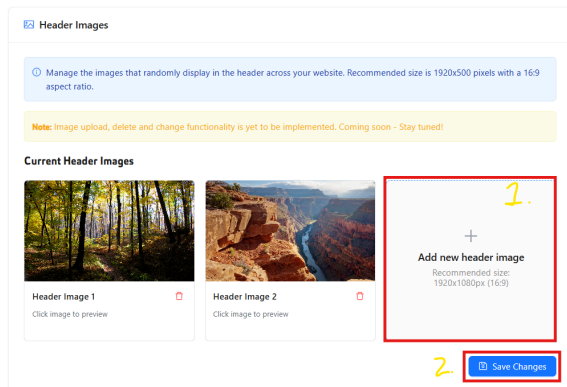 Header Images
Manage the images that randomly display in the header across your website. Recommended size is 1920x500 pixels with a 16:9
aspect ratio.
Note: Image upload, delete and change functionality is yet to be implemented. Coming soon - Stay tuned!
Current Header Images
1.
Add new header image
Recommended size:
1920x1080px (16:9)
Header Image 1
Click image to preview
Header Image 2
Click image to preview
2.
Save Changes